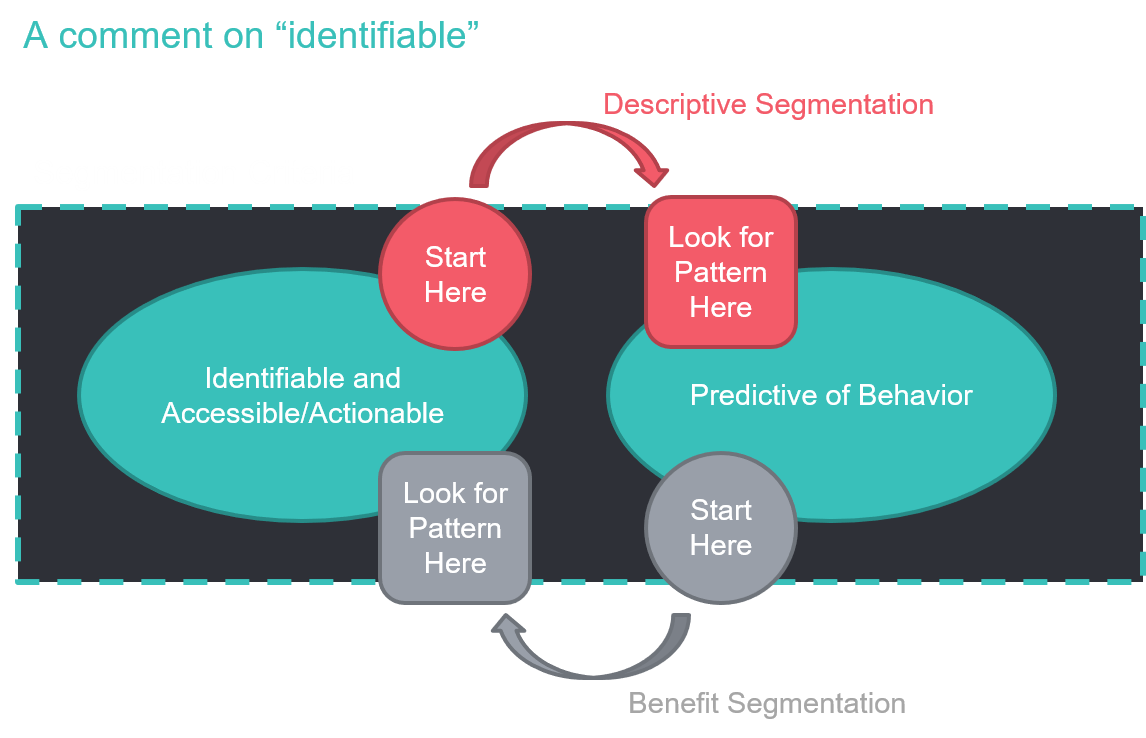 A comment on “identifiable”
Descriptive Segmentation
Start
Here
Look for
Pattern
Here
Identifiable and
Accessible/Actionable
Predictive of Behavior
Look for
Pattern
Here
Start
Here
Benefit Segmentation